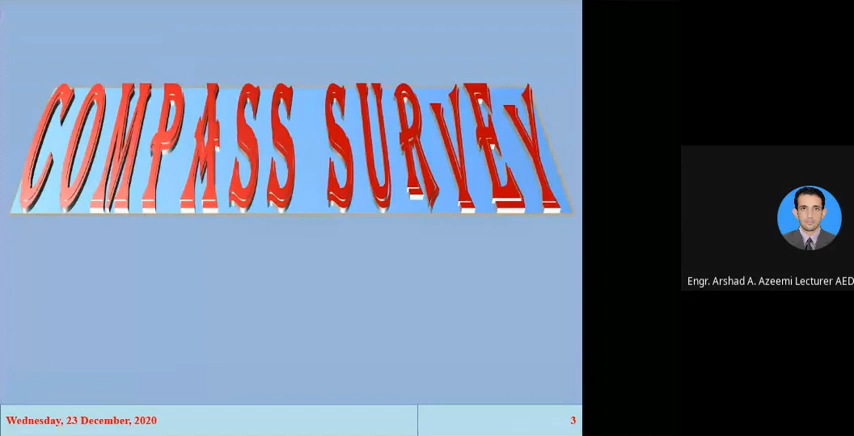 COMPASS SURVEY
Engr. Arshad A. Azeemi Lecturer AED
Wednesday, 23 December, 2020
3